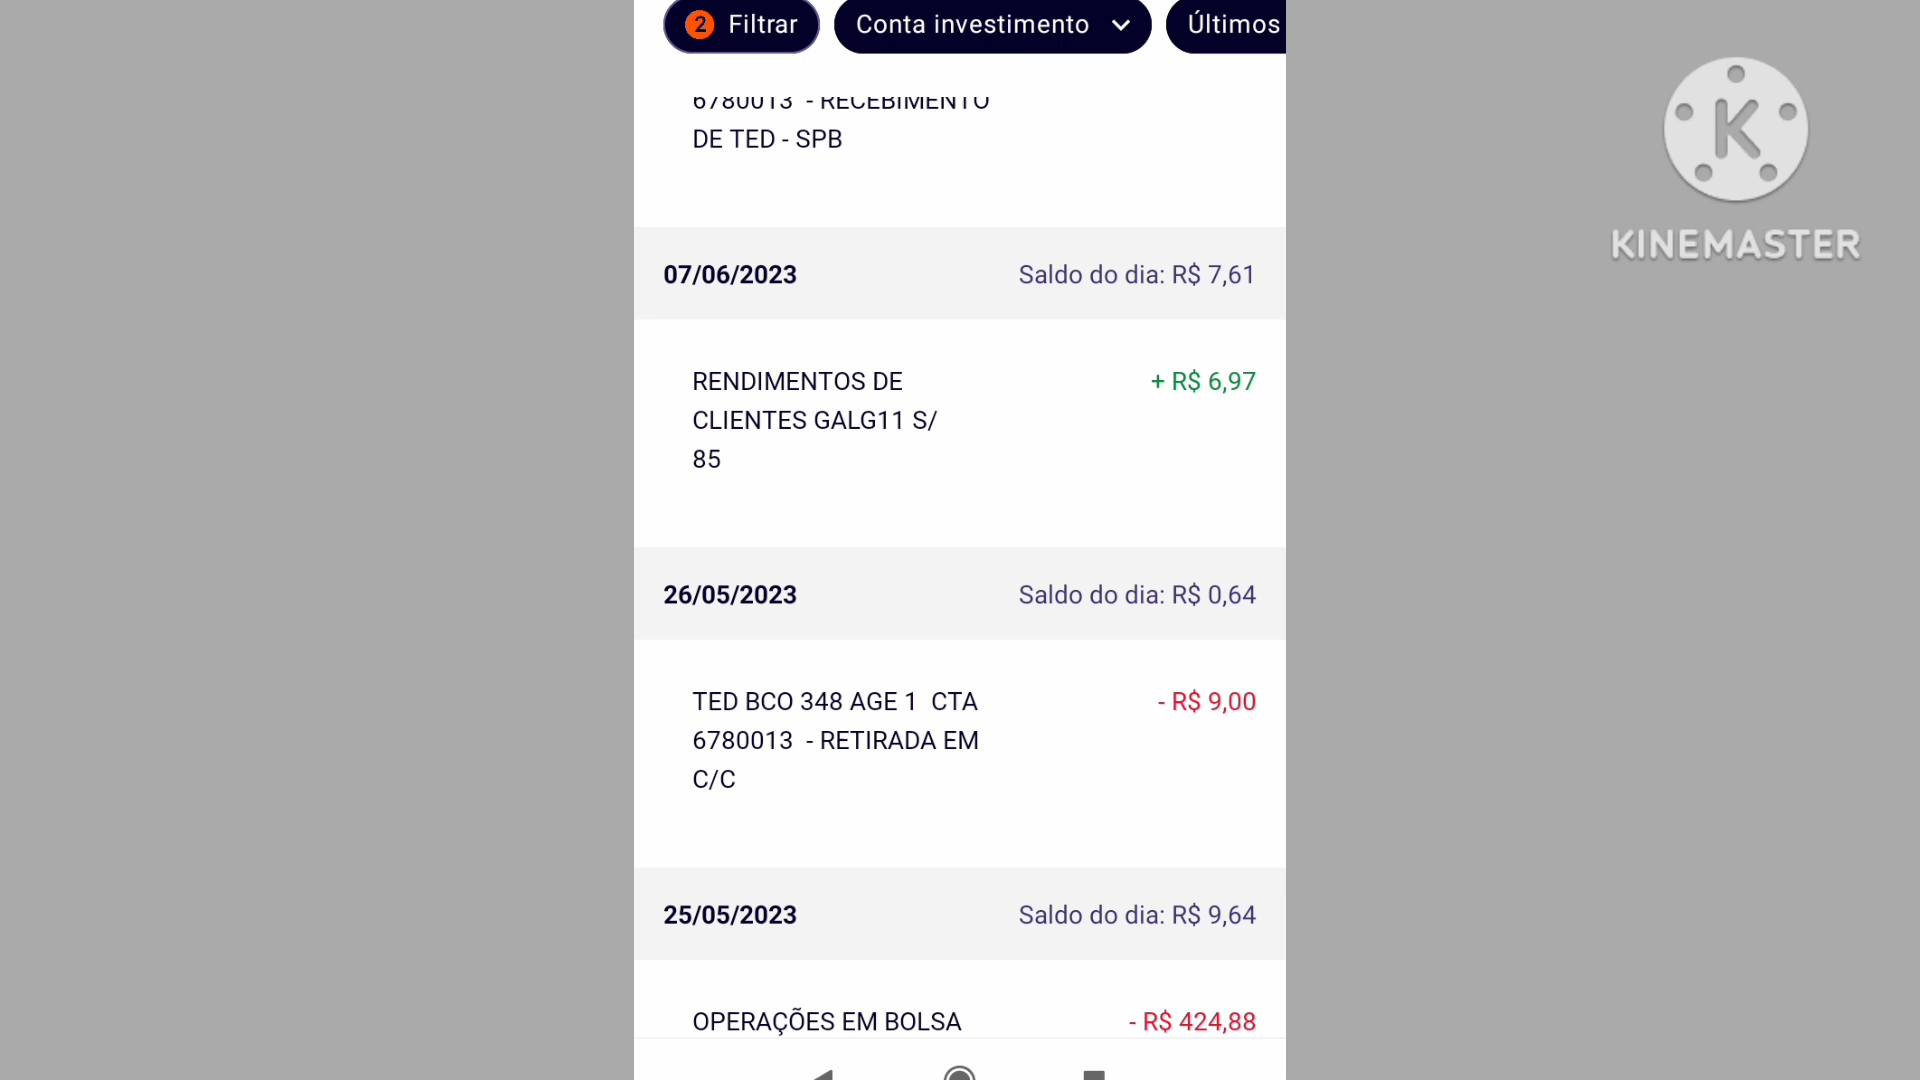 2 Filtrar Conta investimento Últimos
6780013 - RECEBIMENTO
DE TED - SPB
07/06/2023 Saldo do dia: R$ 7,61
RENDIMENTOS DE + R$ 6,97
CLIENTES GALG11 S/
85
26/05/2023 Saldo do dia: R$ 0,64
TED BCO 348 AGE 1 CTA - R$ 9,00
6780013 - RETIRADA EM
C/C
25/05/2023 Saldo do dia: R$ 9,64
OPERAÇÕES EM BOLSA - R$ 424,88
K
KINEMASTER